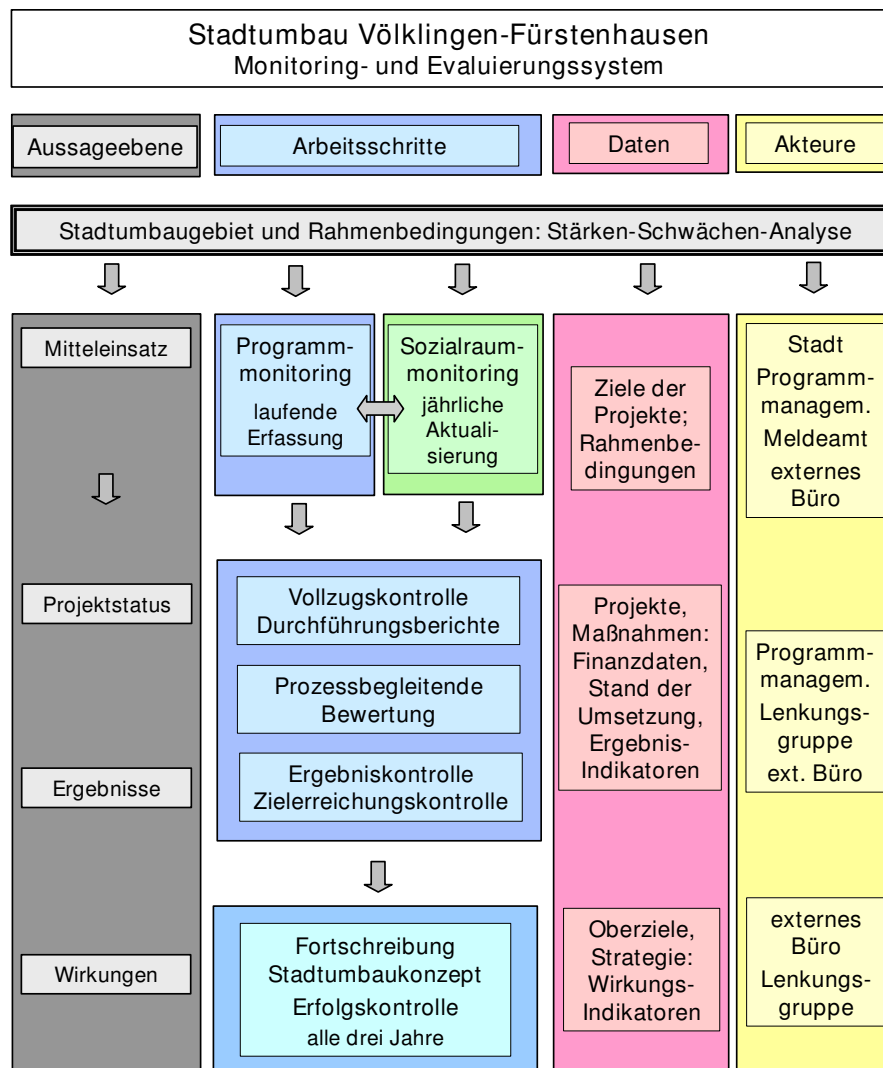 Stadtumbau Völklingen-Fürstenhausen
Monitoring- und Evaluierungssystem
Aussageebene
Arbeitsschritte
Daten
Akteure
Stadtumbaugebiet und Rahmenbedingungen: Stärken-Schwächen-Analyse
Mitteleinsatz
Programm-
monitoring
laufende
Erfassung
Sozialraum-
monitoring
jährliche
Aktuali-
sierung
Ziele der
Projekte;
Rahmenbe-
dingungen
Stadt
Programm-
managem.
Meldeamt
externes
Büro
Projektstatus
Vollzugskontrolle
Durchführungsberichte
Prozessbegleitende
Bewertung
Ergebniskontrolle
Zielerreichungskontrolle
Projekte,
Maßnahmen:
Finanzdaten,
Stand der
Umsetzung,
Ergebnis-
Indikatoren
Programm-
managem.
Lenkungs-
gruppe
ext. Büro
Ergebnisse
Wirkungen
Fortschreibung
Stadtumbaukonzept
Erfolgskontrolle
alle drei Jahre
Oberziele,
Strategie:
Wirkungs-
Indikatoren
externes
Büro
Lenkungs-
gruppe